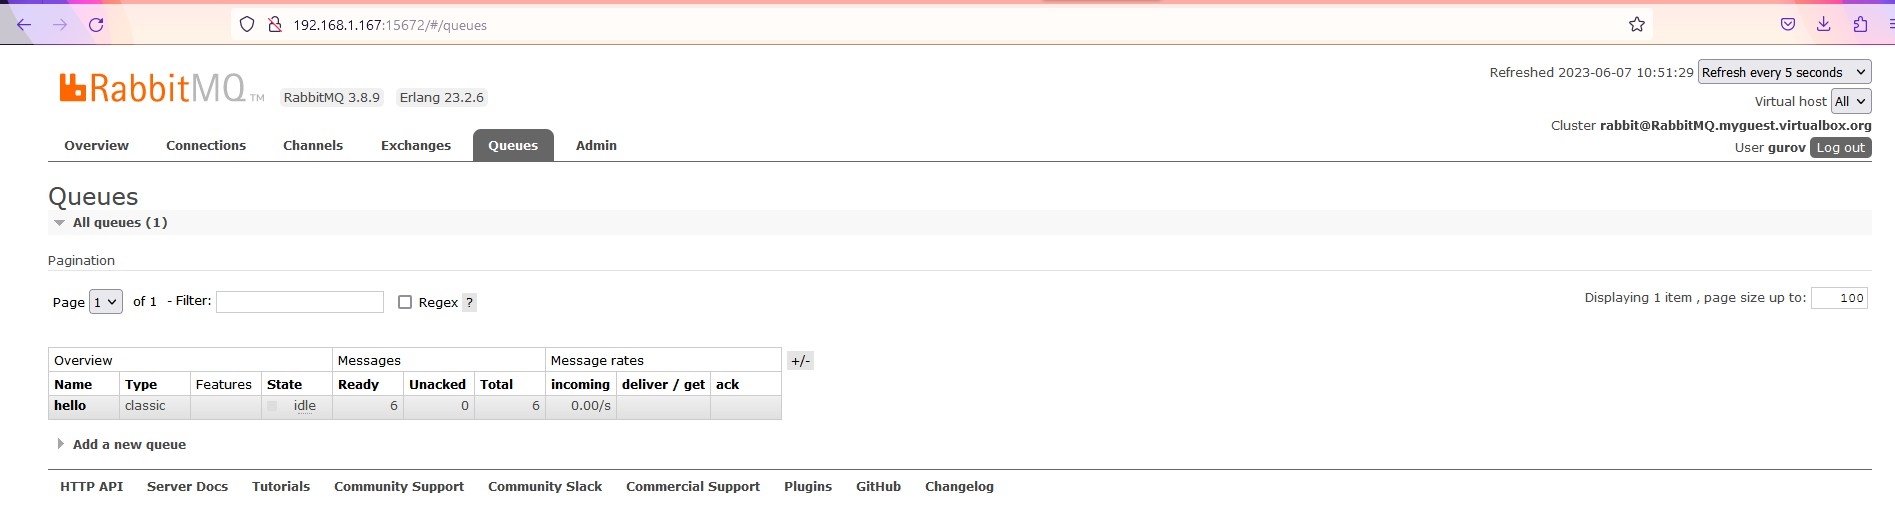 192.168.1.167:15672/#/queues
RabbitMQ TM RabbitMQ 3.8.9 Erlang 23.2.6
Refreshed 2023-06-07 10:51:29 Refresh every 5 seconds
Virtual host All
Cluster rabbit@RabbitMQ.myguest.virtualbox.org
User gurov Log out
Overview Connections Channels Exchanges Queues Admin
Queues
All queues (1)
Pagination
Page 1 of 1 - Filter: Regex ?
Displaying 1 item , page size up to: 100
Overview Messages Message rates +/-
Name Type Features State Ready Unacked Total incoming deliver / get ack
hello classic idle 6 0 6 0.00/s
Add a new queue
HTTP API Server Docs Tutorials Community Support Community Slack Commercial Support Plugins GitHub Changelog